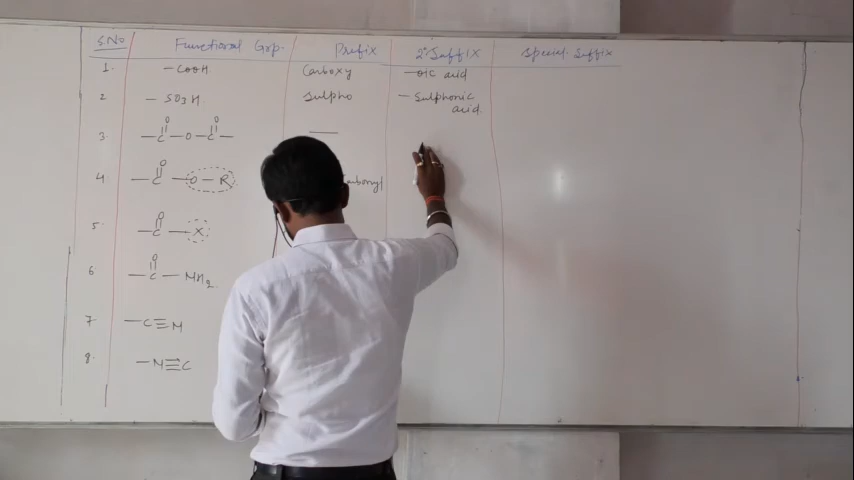 S.No Functional Grp. Prefix 2° Suffix Special Suffix
1. —COOH Carboxy —oic acid
2 —SO3H Sulpho — Sulphonic
acid.
O O
3 —C—O—C— —
O
4 —C—O—R
O
5 —C—X
O
6 —C—NH2.
7 —C≡N
8 —N≡C